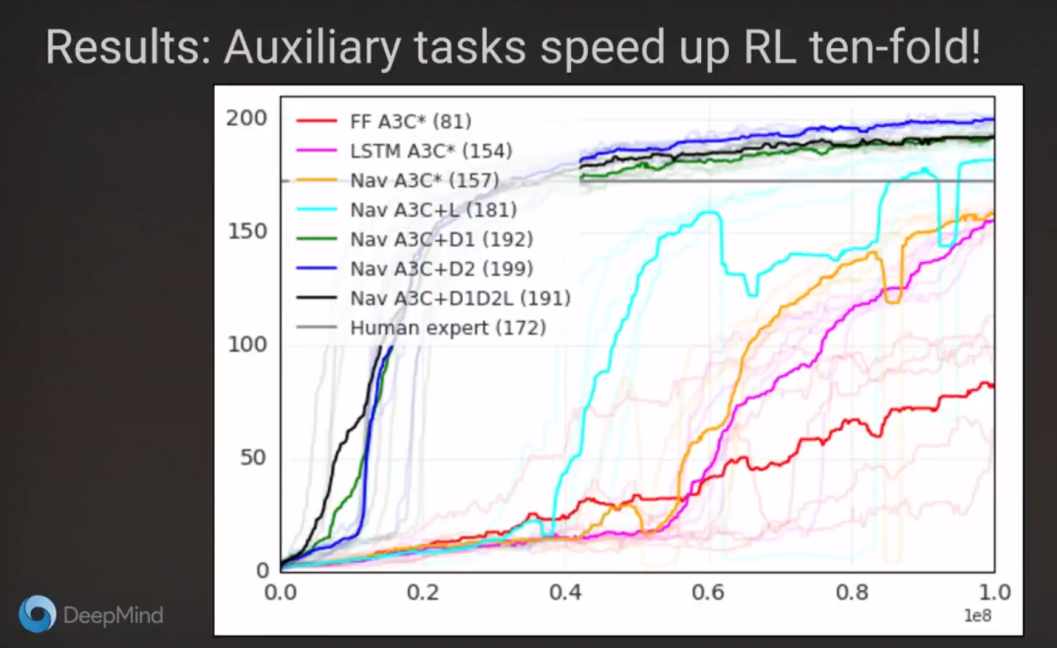 Results: Auxiliary tasks speed up RL ten-fold!
200
150
100
50
0
FF A3C* (81)
LSTM A3C* (154)
Nav A3C* (157)
Nav A3C+L (181)
Nav A3C+D1 (192)
Nav A3C+D2 (199)
Nav A3C+D1D2L (191)
Human expert (172)
0.0 0.2 0.4 0.6 0.8 1.0
1e8
DeepMind